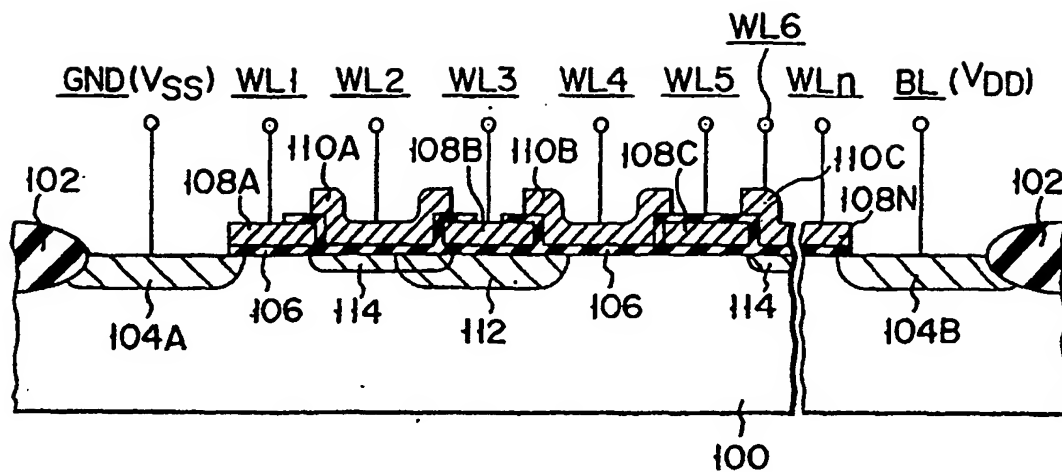 WL6
GND(VSS) WL1 WL2 WL3 WL4 WL5 WLn BL(VDD)
102 108A 110A 108B 110B 108C 110C 108N 102
104A 106 114 112 106 114 104B
100